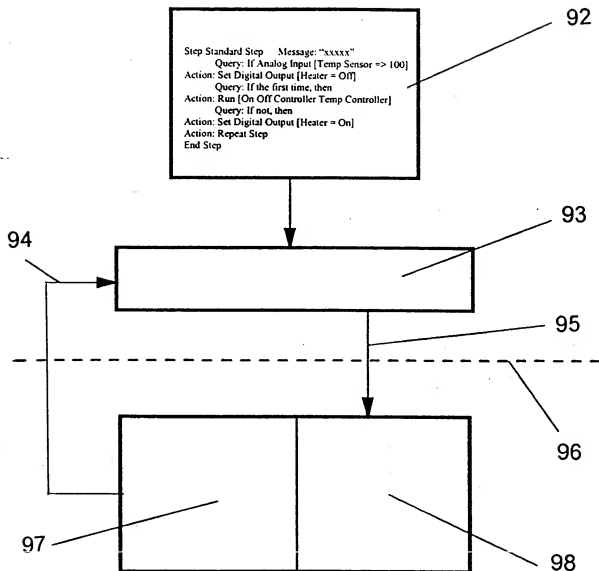 92
Step Standard Step Message: "xxxxx"
Query: If Analog Input [Temp Sensor => 100]
Action: Set Digital Output [Heater = Off]
Query: If the first time, then
Action: Run [On Off Controller Temp Controller]
Query: If not, then
Action: Set Digital Output [Heater = On]
Action: Repeat Step
End Step
94
93
95
96
97
98